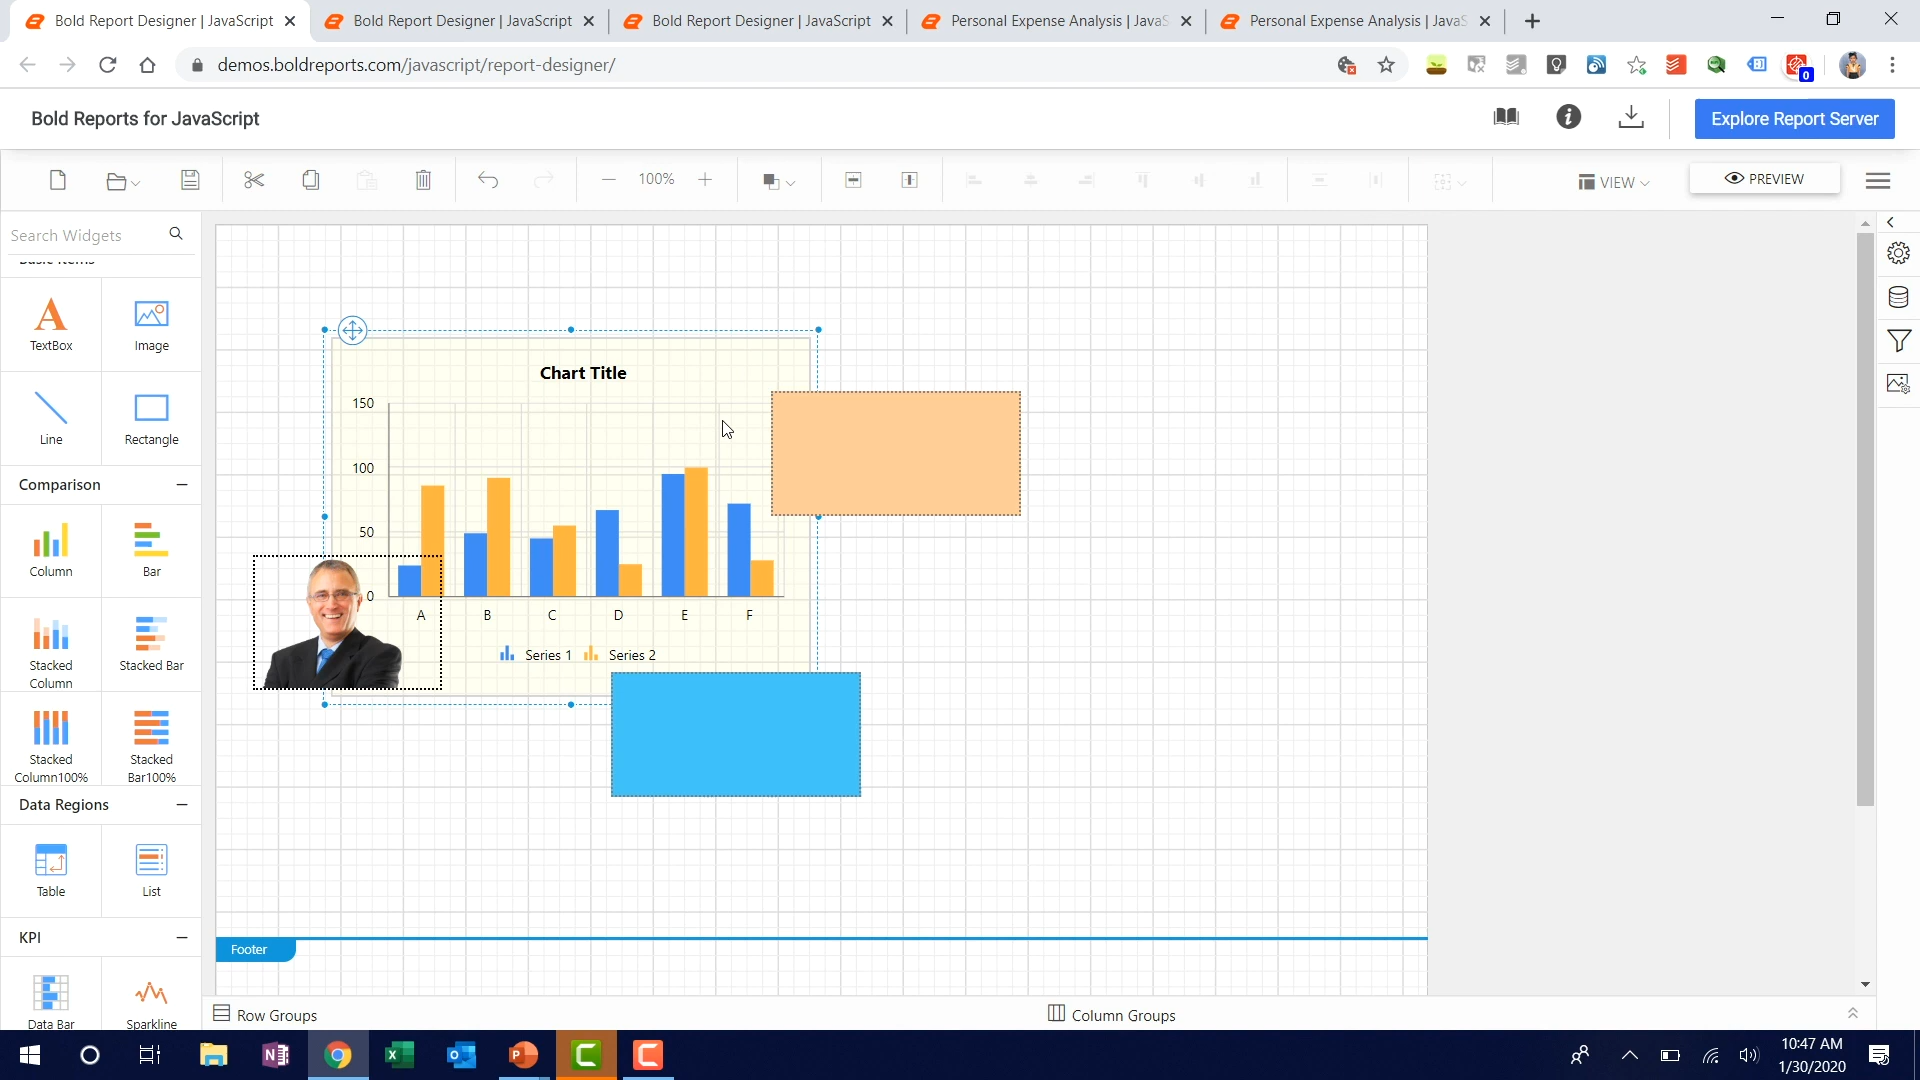 Bold Report Designer | JavaScript
Bold Report Designer | JavaScript
Bold Report Designer | JavaScript
Personal Expense Analysis | JavaS
Personal Expense Analysis | JavaS
demos.boldreports.com/javascript/report-designer/
0
Bold Reports for JavaScript
Explore Report Server
100%
VIEW
PREVIEW
Search Widgets
Basic Items
TextBox
Image
Line
Rectangle
Comparison
Column
Bar
Stacked
Column
Stacked Bar
Stacked
Column100%
Stacked
Bar100%
Data Regions
Table
List
KPI
Data Bar
Sparkline
Chart Title
150
100
50
0
A
B
C
D
E
F
Series 1
Series 2
Footer
Row Groups
Column Groups
10:47 AM
1/30/2020